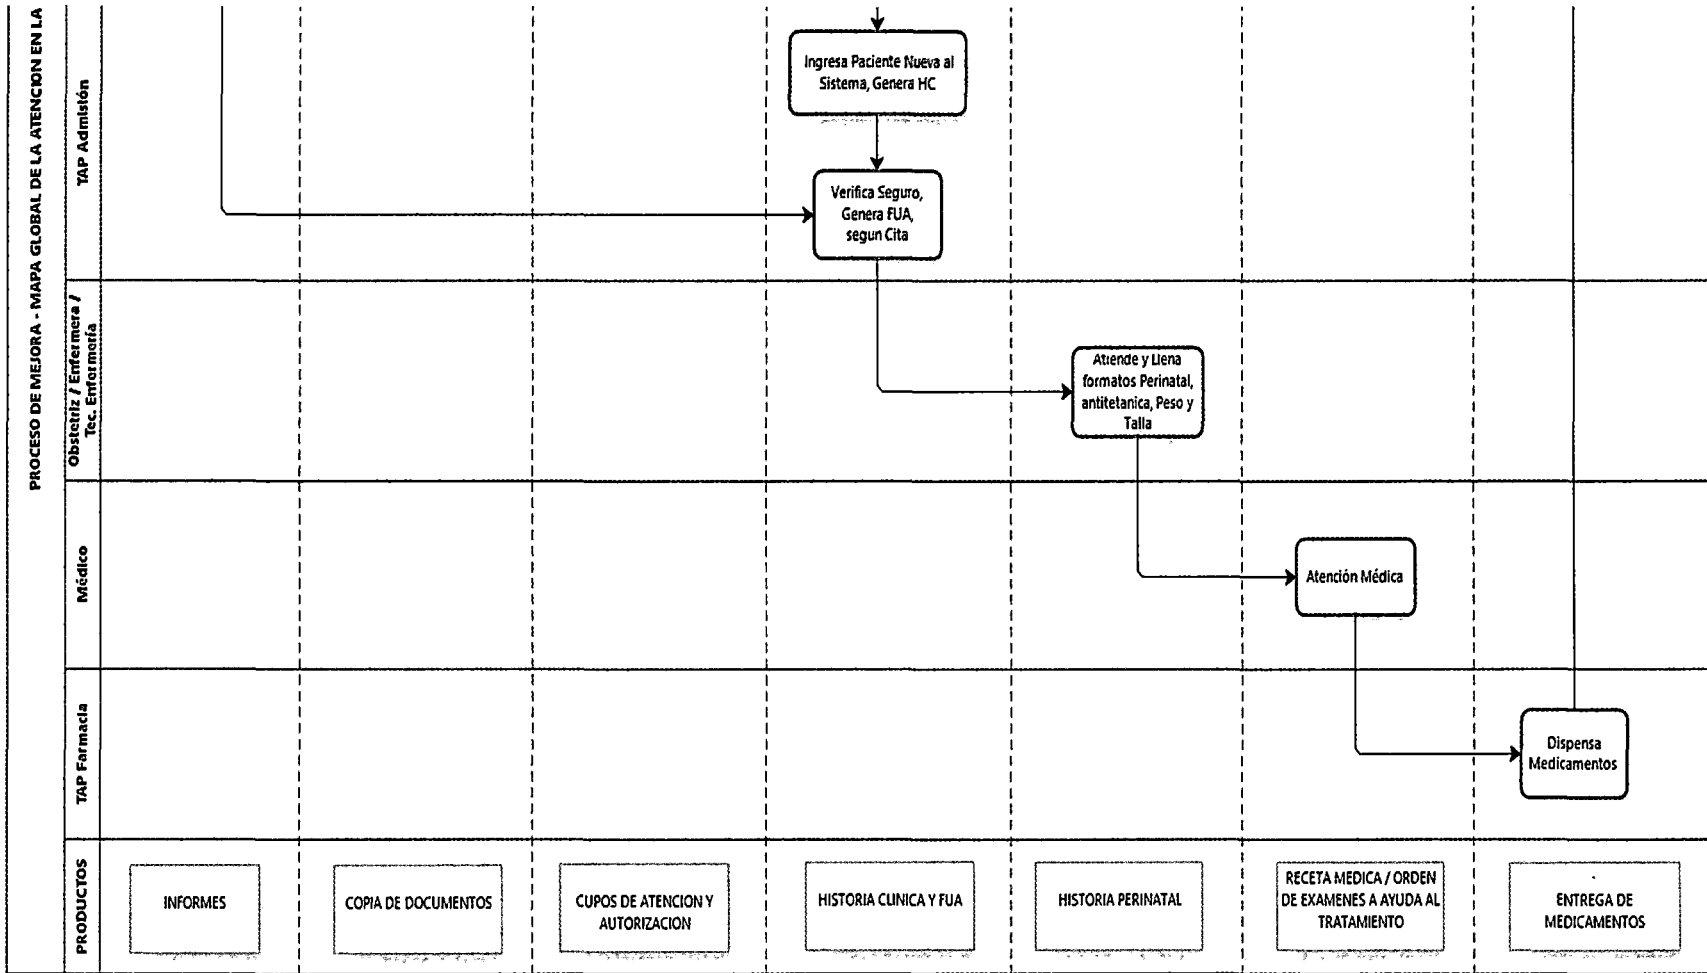 PROCESO DE MEJORA - MAPA GLOBAL DE LA ATENCION EN LA
TAP Admisión
Ingresa Paciente Nueva al
Sistema, Genera HC
Verifica Seguro,
Genera FUA,
segun Cita
Obstetriz / Enfermera /
Tec. Enfermería
Atiende y Llena
formatos Perinatal,
antitetanica, Peso y
Talla
Médico
Atención Médica
TAP Farmacia
Dispensa
Medicamentos
PRODUCTOS
INFORMES
COPIA DE DOCUMENTOS
CUPOS DE ATENCION Y
AUTORIZACION
HISTORIA CLINICA Y FUA
HISTORIA PERINATAL
RECETA MEDICA / ORDEN
DE EXAMENES A AYUDA AL
TRATAMIENTO
ENTREGA DE
MEDICAMENTOS